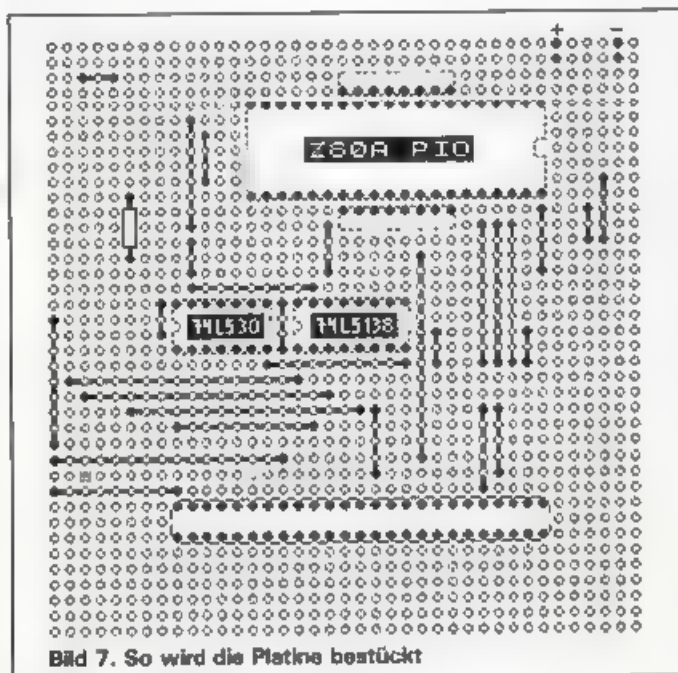 + −
Z80A PIO
74LS30 74LS138
Bild 7. So wird die Platine bestückt